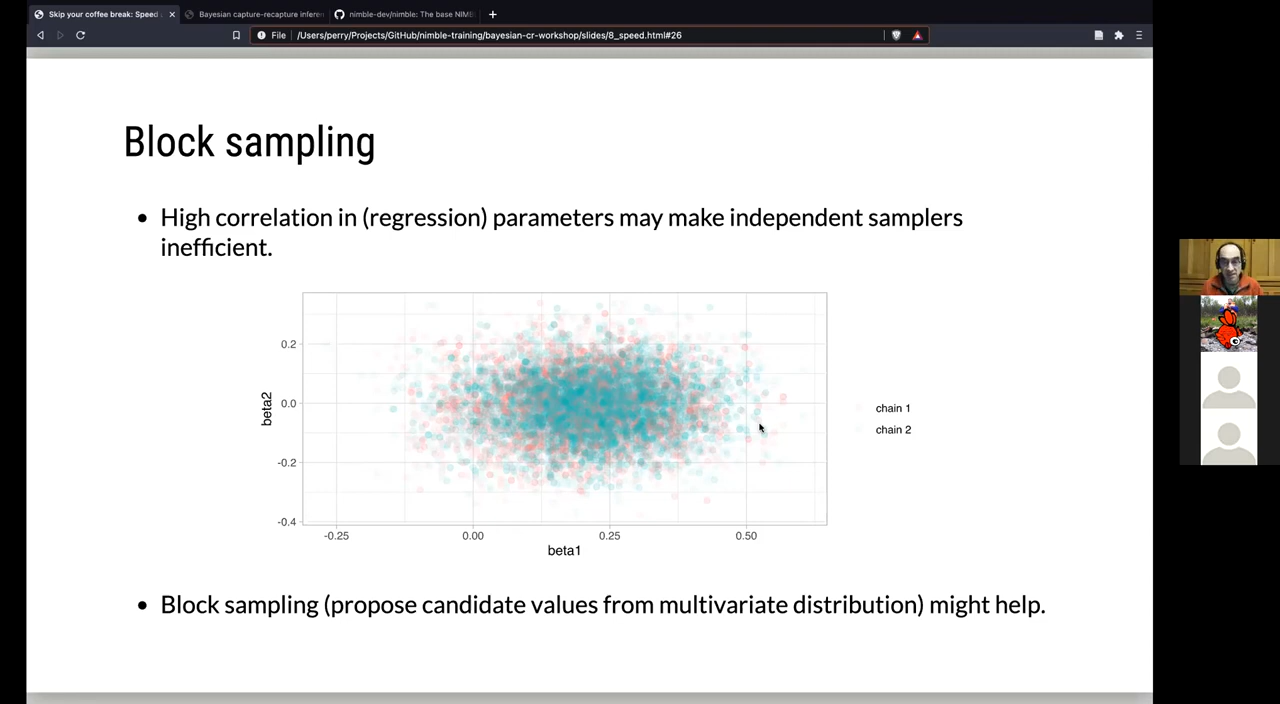 Skip your coffee break: Speed
Bayesian capture-recapture infere
nimble-dev/nimble: The base NIMB
File
/Users/perry/Projects/GitHub/nimble-training/bayesian-cr-workshop/slides/8_speed.html#26
Block sampling
• High correlation in (regression) parameters may make independent samplers
inefficient.
0.2
0.0
-0.2
-0.4
beta2
-0.25
0.00
0.25
0.50
beta1
chain 1
chain 2
• Block sampling (propose candidate values from multivariate distribution) might help.